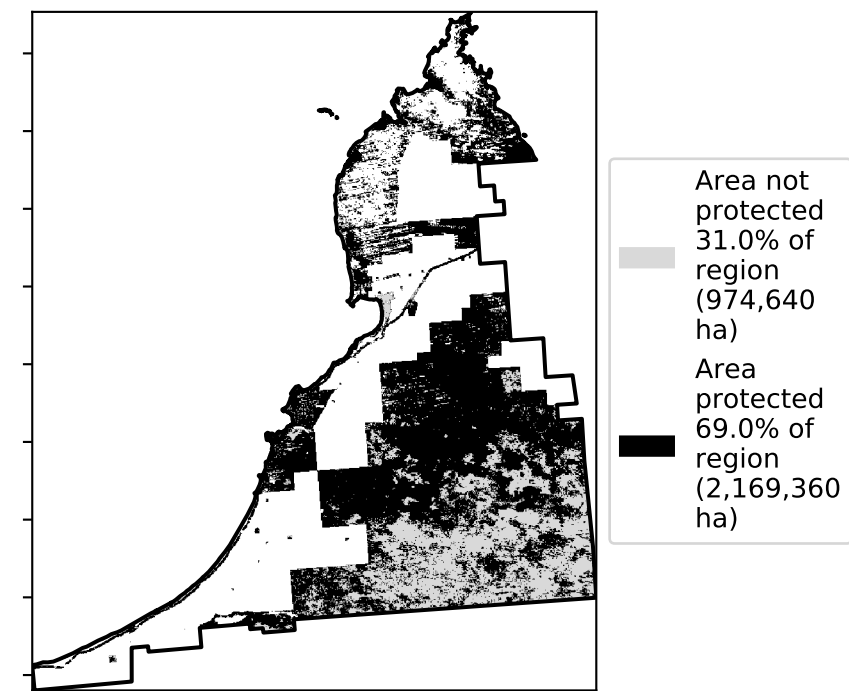 Area not
protected
31.0% of
region
(974,640
ha)
Area
protected
69.0% of
region
(2,169,360
ha)